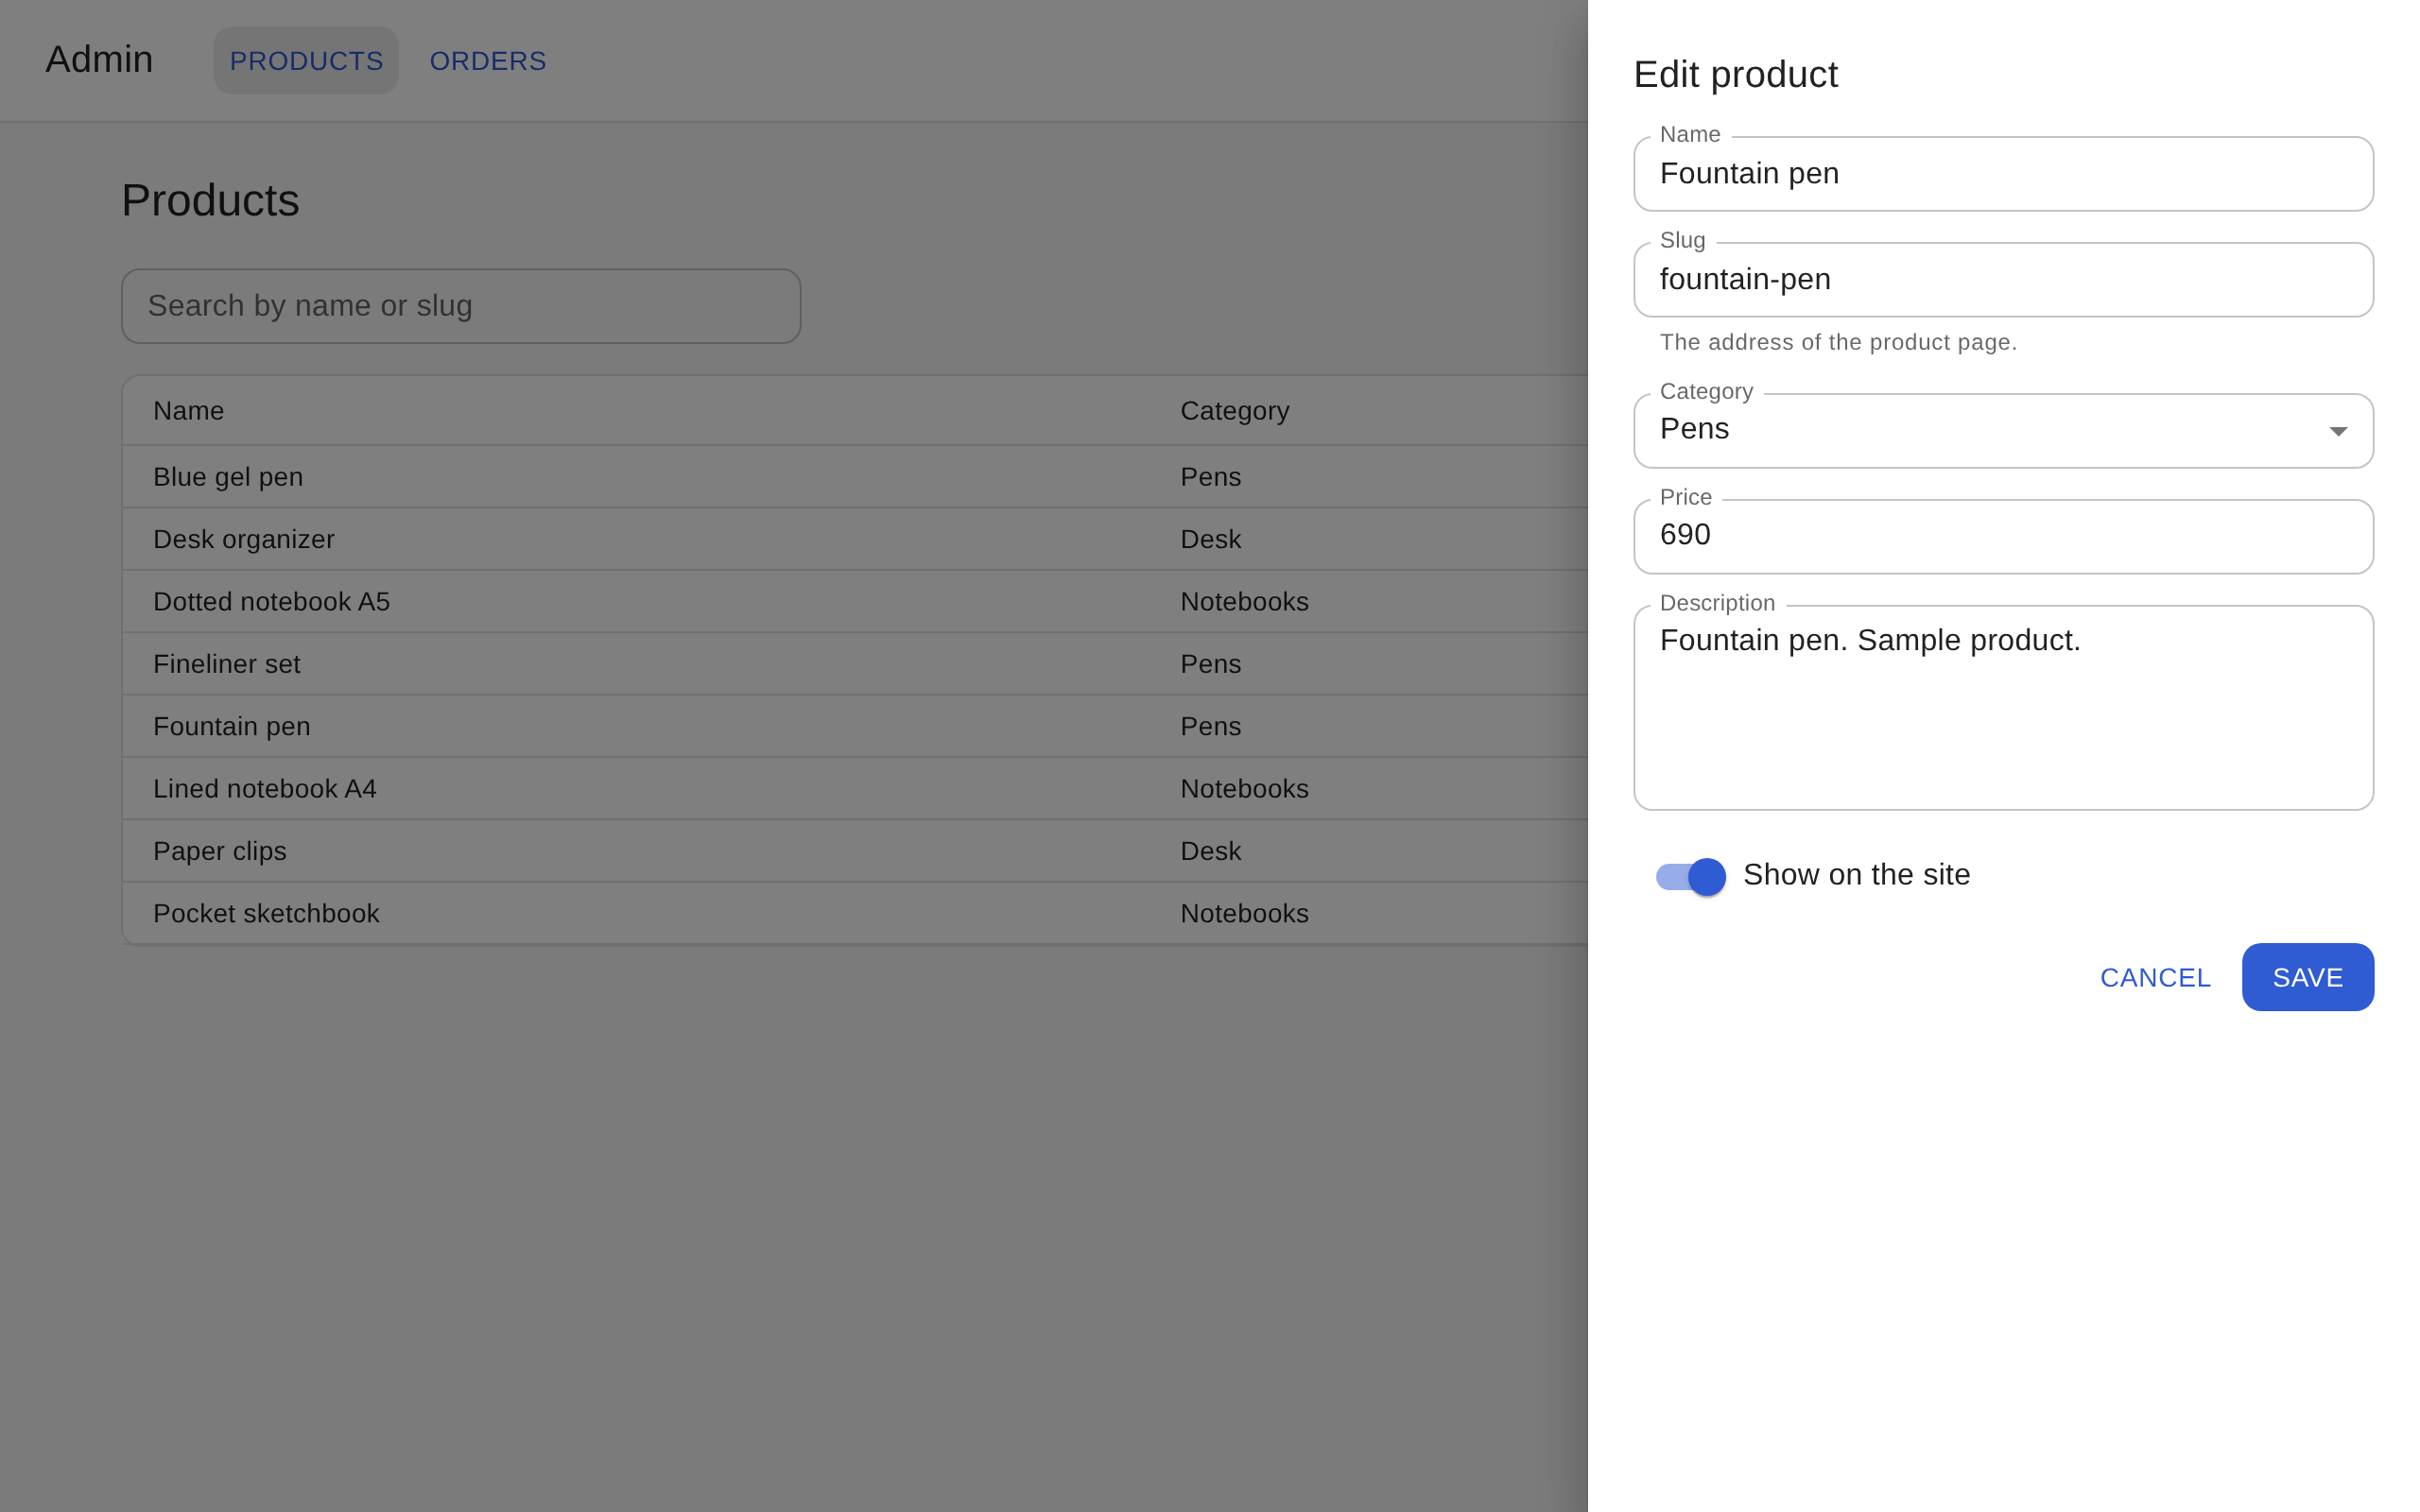 Admin PRODUCTS ORDERS
Products
Search by name or slug
Name Category
Blue gel pen Pens
Desk organizer Desk
Dotted notebook A5 Notebooks
Fineliner set Pens
Fountain pen Pens
Lined notebook A4 Notebooks
Paper clips Desk
Pocket sketchbook Notebooks
Edit product
Name
Fountain pen
Slug
fountain-pen
The address of the product page.
Category
Pens
Price
690
Description
Fountain pen. Sample product.
Show on the site
CANCEL SAVE